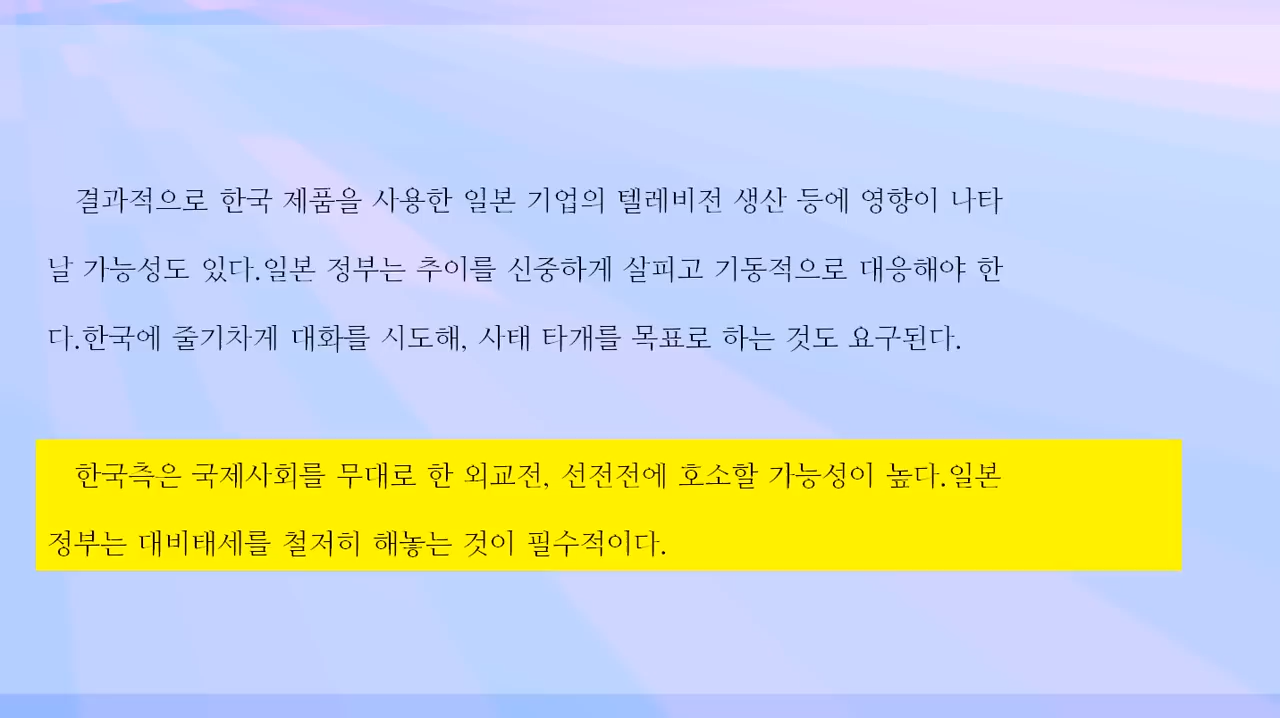 결과적으로 한국 제품을 사용한 일본 기업의 텔레비전 생산 등에 영향이 나타
날 가능성도 있다.일본 정부는 추이를 신중하게 살피고 기동적으로 대응해야 한
다.한국에 줄기차게 대화를 시도해, 사태 타개를 목표로 하는 것도 요구된다.
한국측은 국제사회를 무대로 한 외교전, 선전전에 호소할 가능성이 높다.일본
정부는 대비태세를 철저히 해놓는 것이 필수적이다.